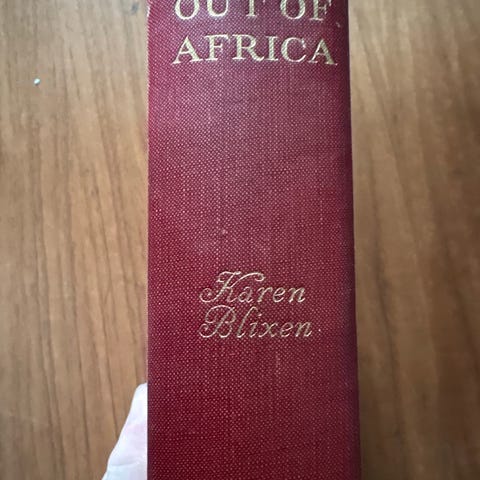 OUT OF
AFRICA
Karen
Blixen